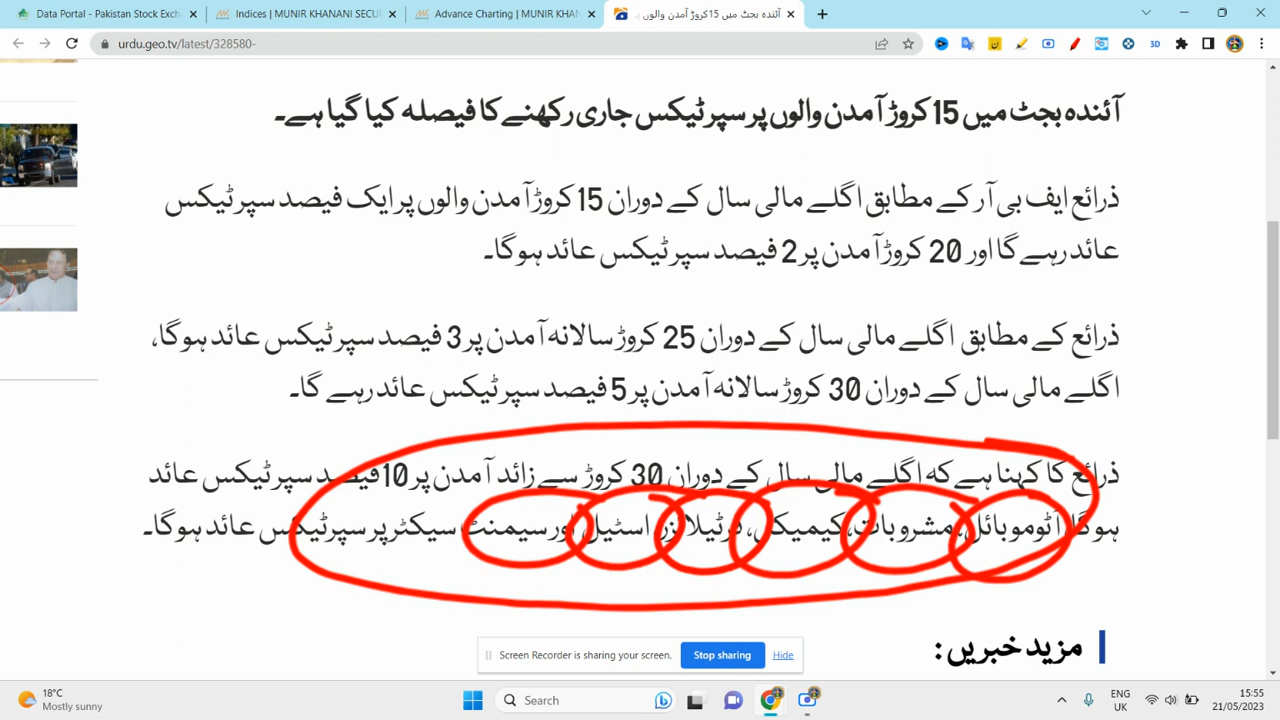 Data Portal - Pakistan Stock Exch
Indices | MUNIR KHANANI SECU
Advance Charting | MUNIR KHAN
آئندہ بجٹ میں 15کروڑ آمدن والوں پر
urdu.geo.tv/latest/328580-
آئندہ بجٹ میں 15 کروڑ آمدن والوں پر سپر ٹیکس جاری رکھنے کا فیصلہ کیا گیا ہے۔
ذرائع ایف بی آر کے مطابق اگلے مالی سال کے دوران 15 کروڑ آمدن والوں پر ایک فیصد سپر ٹیکس
عائد رہے گا اور 20 کروڑ آمدن پر 2 فیصد سپر ٹیکس عائد ہوگا۔
ذرائع کے مطابق اگلے مالی سال کے دوران 25 کروڑ سالانہ آمدن پر 3 فیصد سپر ٹیکس عائد ہوگا،
اگلے مالی سال کے دوران 30 کروڑ سالانہ آمدن پر 5 فیصد سپر ٹیکس عائد رہے گا۔
ذرائع کا کہنا ہے کہ اگلے مالی سال کے دوران 30 کروڑ سے زائد آمدن پر 10 فیصد سپر ٹیکس عائد
ہوگا، آٹوموبائل، مشروبات، کیمیکل، فرٹیلائزر، اسٹیل اور سیمنٹ سیکٹر پر سپر ٹیکس عائد ہوگا۔
مزید خبریں :
Screen Recorder is sharing your screen.
Stop sharing
Hide
18°C
Mostly sunny
Search
ENG
UK
15:55
21/05/2023
3D